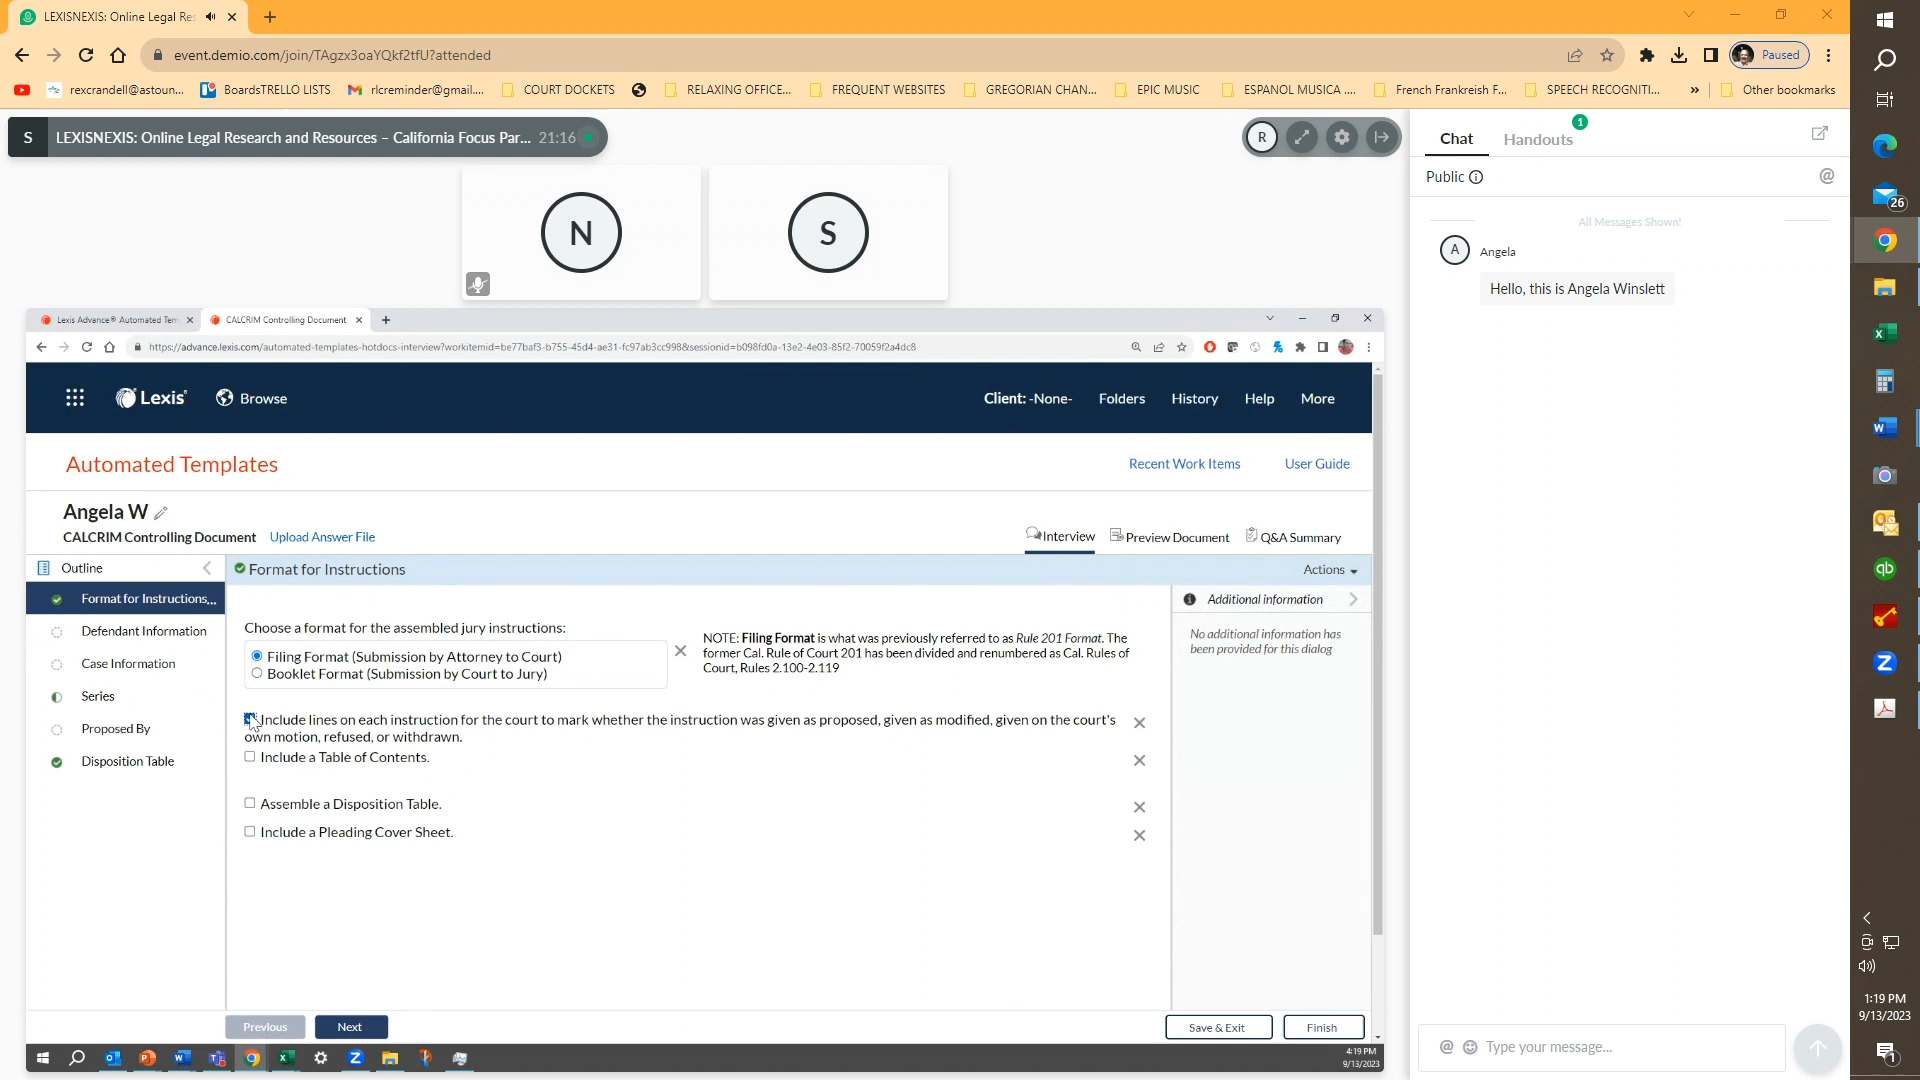 LEXISNEXIS: Online Legal Res
event.demio.com/join/TAgzx3oaYQkf2tfU?attended
Paused
rexcrandell@astoun...
BoardsTRELLO LISTS
rlcreminder@gmail....
COURT DOCKETS
RELAXING OFFICE...
FREQUENT WEBSITES
GREGORIAN CHAN...
EPIC MUSIC
ESPANOL MUSICA ....
French Frankreish F...
SPEECH RECOGNITI...
»
Other bookmarks
S
LEXISNEXIS: Online Legal Research and Resources – California Focus Par...
21:16
R
Chat
Handouts
1
Public
@
All Messages Shown!
A
Angela
Hello, this is Angela Winslett
N
S
Lexis Advance® Automated Tem
CALCRIM Controlling Document
https://advance.lexis.com/automated-templates-hotdocs-interview?workitemid=be77baf3-b755-45d4-ae31-fc97ab3cc998&sessionid=b098fd0a-13e2-4e03-85f2-70059f2a4dc8
Lexis
Browse
Client: -None-
Folders
History
Help
More
Automated Templates
Recent Work Items
User Guide
Angela W
CALCRIM Controlling Document
Upload Answer File
Interview
Preview Document
Q&A Summary
Outline
Format for Instructions
Actions
Format for Instructions...
Defendant Information
Case Information
Series
Proposed By
Disposition Table
Choose a format for the assembled jury instructions:
Filing Format (Submission by Attorney to Court)
Booklet Format (Submission by Court to Jury)
NOTE: Filing Format is what was previously referred to as Rule 201 Format. The
former Cal. Rule of Court 201 has been divided and renumbered as Cal. Rules of
Court, Rules 2.100-2.119
Include lines on each instruction for the court to mark whether the instruction was given as proposed, given as modified, given on the court's
own motion, refused, or withdrawn.
Include a Table of Contents.
Assemble a Disposition Table.
Include a Pleading Cover Sheet.
Additional information
No additional information has
been provided for this dialog
Previous
Next
Save & Exit
Finish
4:19 PM
9/13/2023
@
Type your message...
26
1:19 PM
9/13/2023
1